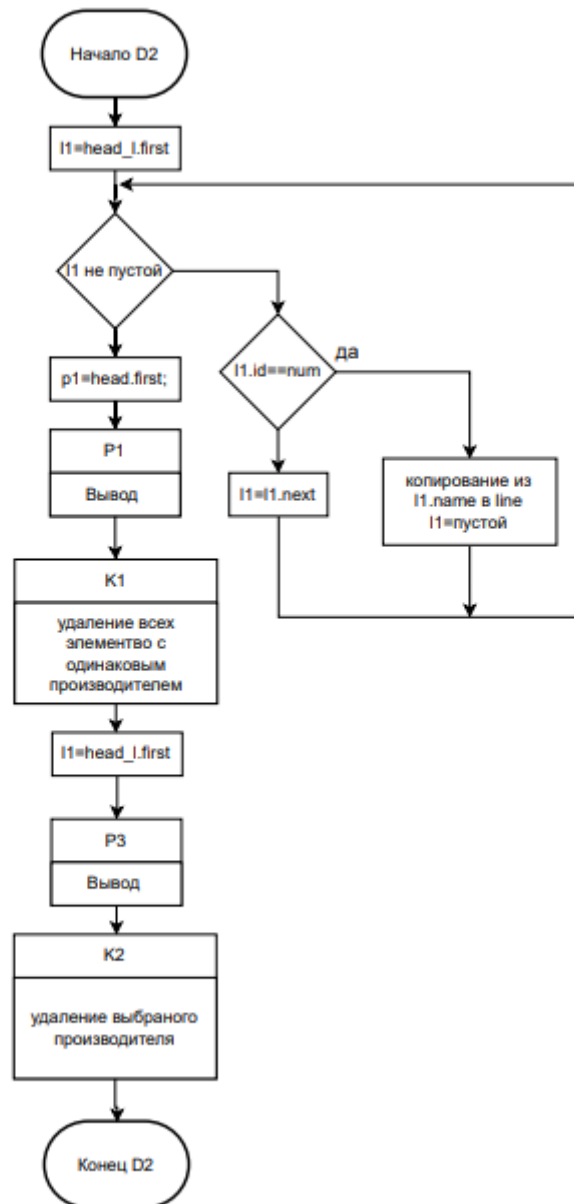 Начало D2
l1=head_l.first
l1 не пустой
l1.id==num
да
p1=head.first;
P1
Вывод
l1=l1.next
копирование из
l1.name в line
l1=пустой
K1
удаление всех
элементво с
одинаковым
производителем
l1=head_l.first
P3
Вывод
K2
удаление выбраного
производителя
Конец D2